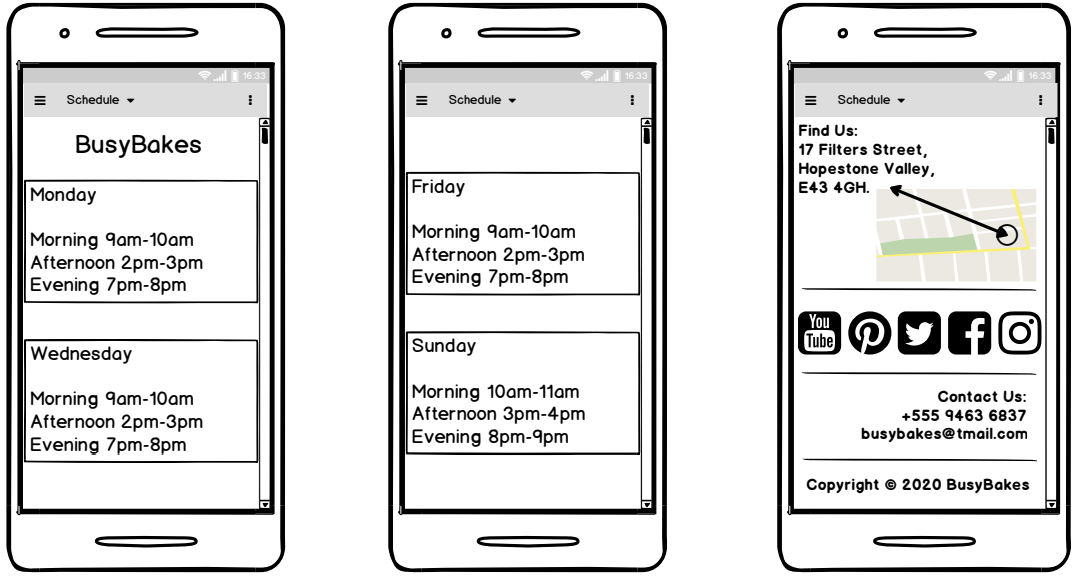 16:33
Schedule
BusyBakes
Monday
Morning 9am-10am
Afternoon 2pm-3pm
Evening 7pm-8pm
Wednesday
Morning 9am-10am
Afternoon 2pm-3pm
Evening 7pm-8pm
16:33
Schedule
Friday
Morning 9am-10am
Afternoon 2pm-3pm
Evening 7pm-8pm
Sunday
Morning 10am-11am
Afternoon 3pm-4pm
Evening 8pm-9pm
16:33
Schedule
Find Us:
17 Filters Street,
Hopestone Valley,
E43 4GH.
You
Tube
Contact Us:
+555 9463 6837
busybakes@tmail.com
Copyright © 2020 BusyBakes